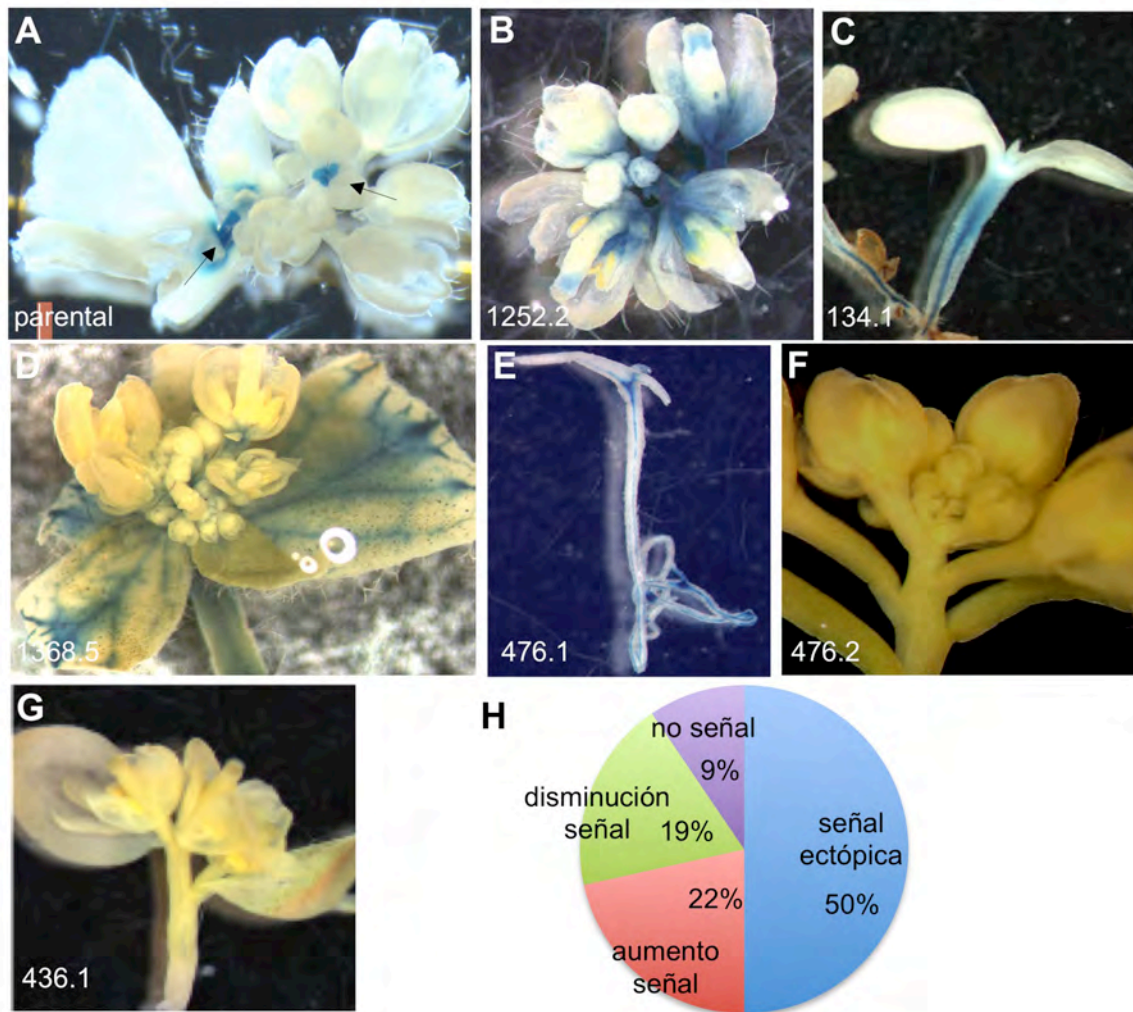 A
parental
B
1252.2
C
134.1
D
1368.5
E
476.1
F
476.2
G
436.1
H
no señal
9%
disminución
señal
19%
señal
ectópica
50%
22%
aumento
señal